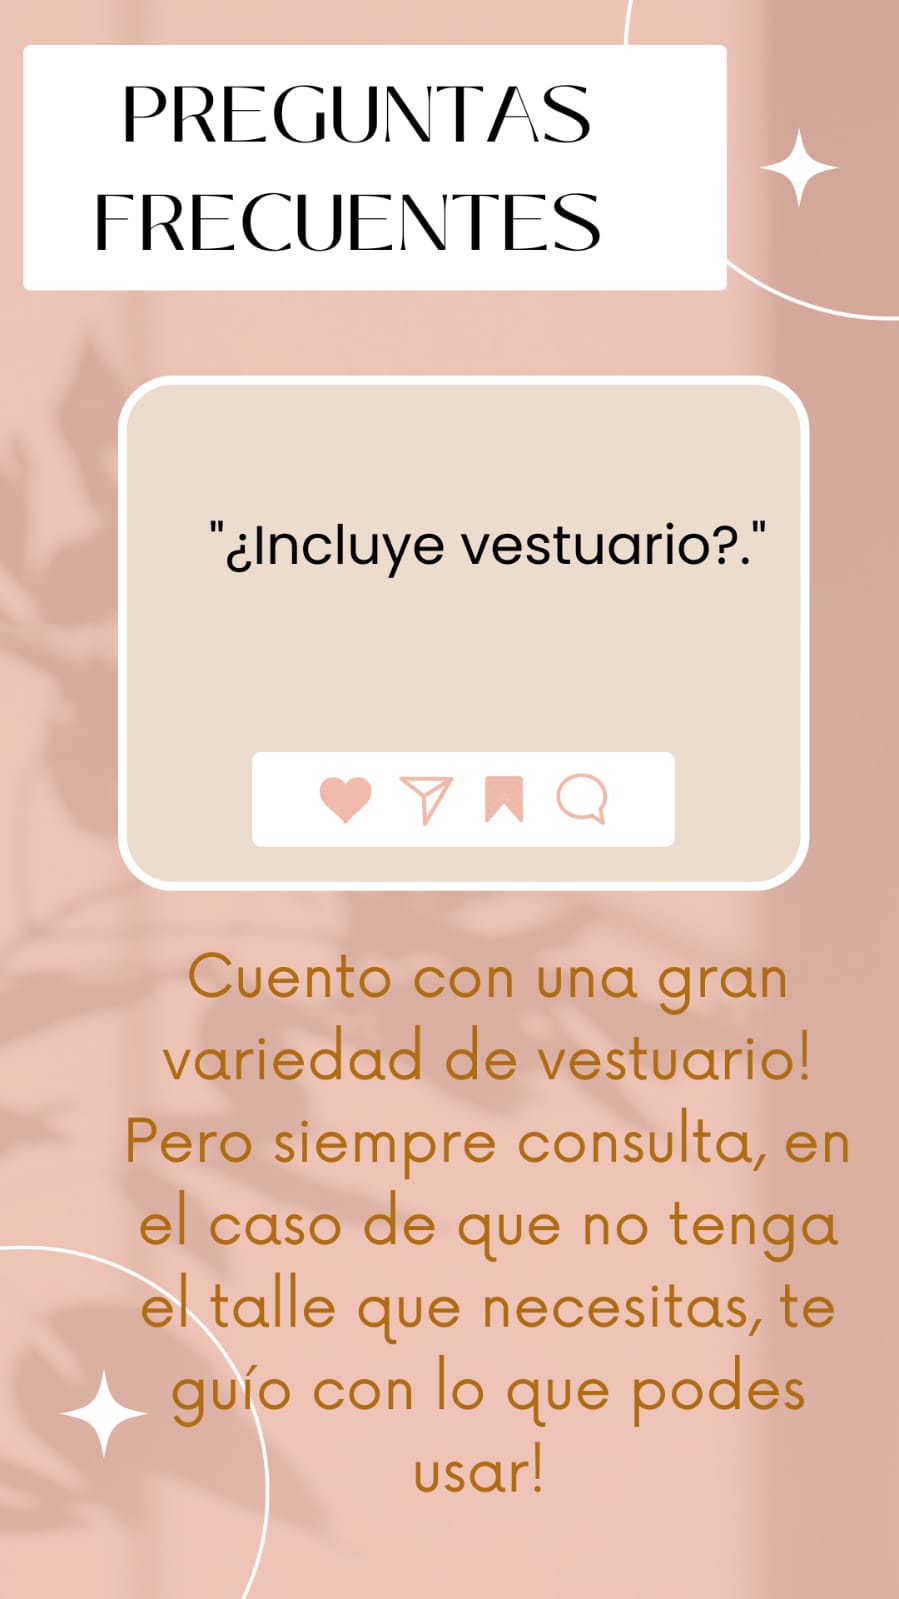 PREGUNTAS
FRECUENTES
"¿Incluye vestuario?."
Cuento con una gran
variedad de vestuario!
Pero siempre consulta, en
el caso de que no tenga
el talle que necesitas, te
guío con lo que podes
usar!